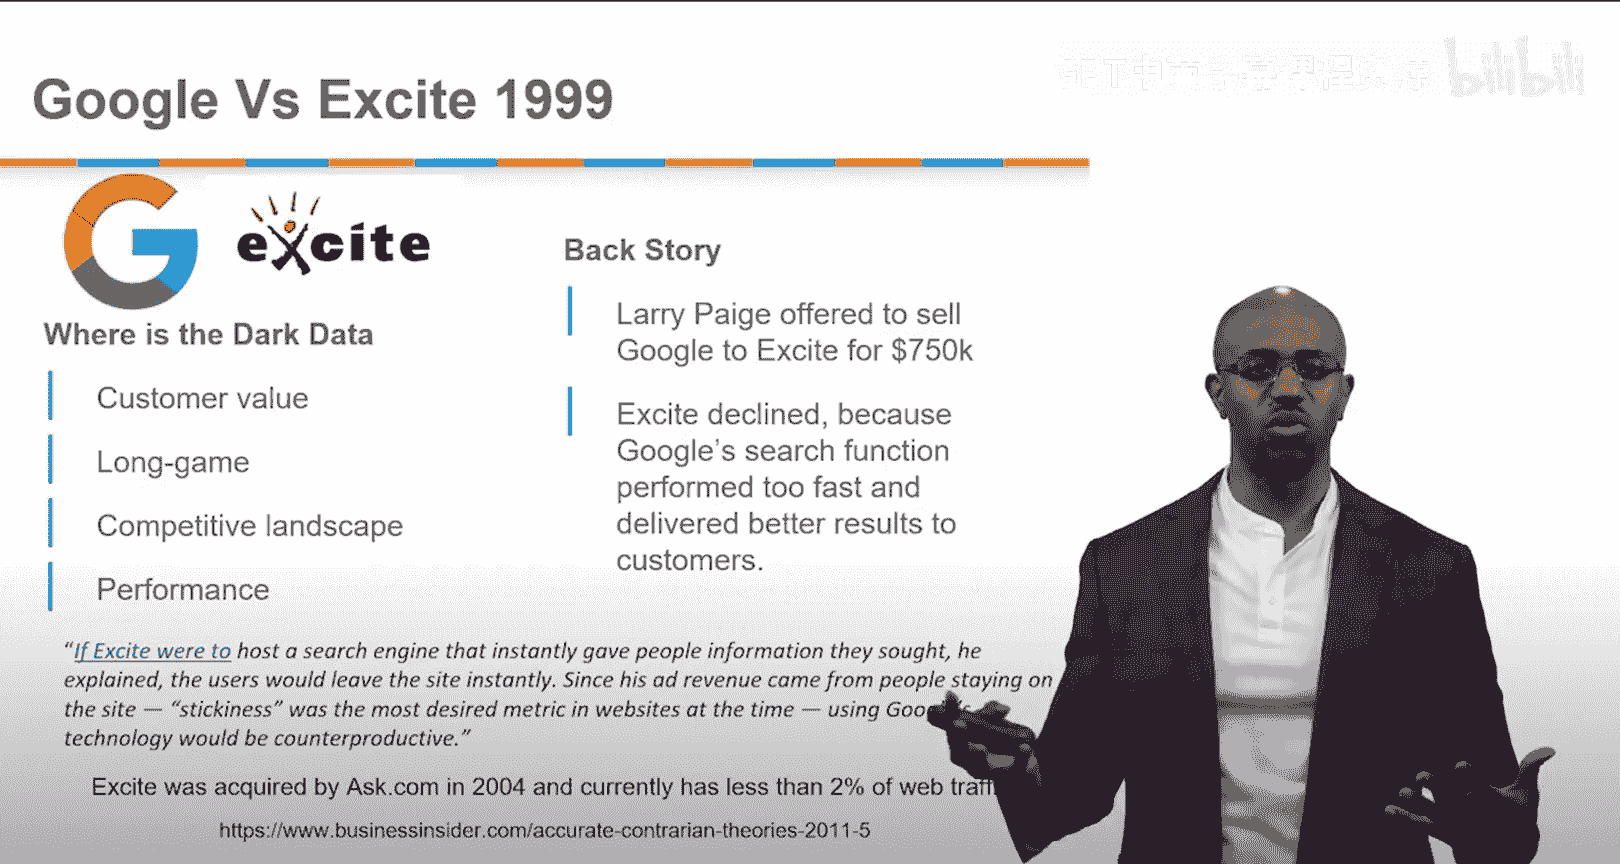 Google Vs Excite 1999
bilibili
excite
Where is the Dark Data
Customer value
Long-game
Competitive landscape
Performance
Back Story
Larry Paige offered to sell
Google to Excite for $750k
Excite declined, because
Google's search function
performed too fast and
delivered better results to
customers.
"If Excite were to host a search engine that instantly gave people information they sought, he
explained, the users would leave the site instantly. Since his ad revenue came from people staying on
the site — "stickiness" was the most desired metric in websites at the time — using
technology would be counterproductive."
Excite was acquired by Ask.com in 2004 and currently has less than 2% of web
https://www.businessinsider.com/accurate-contrarian-theories-2011-5